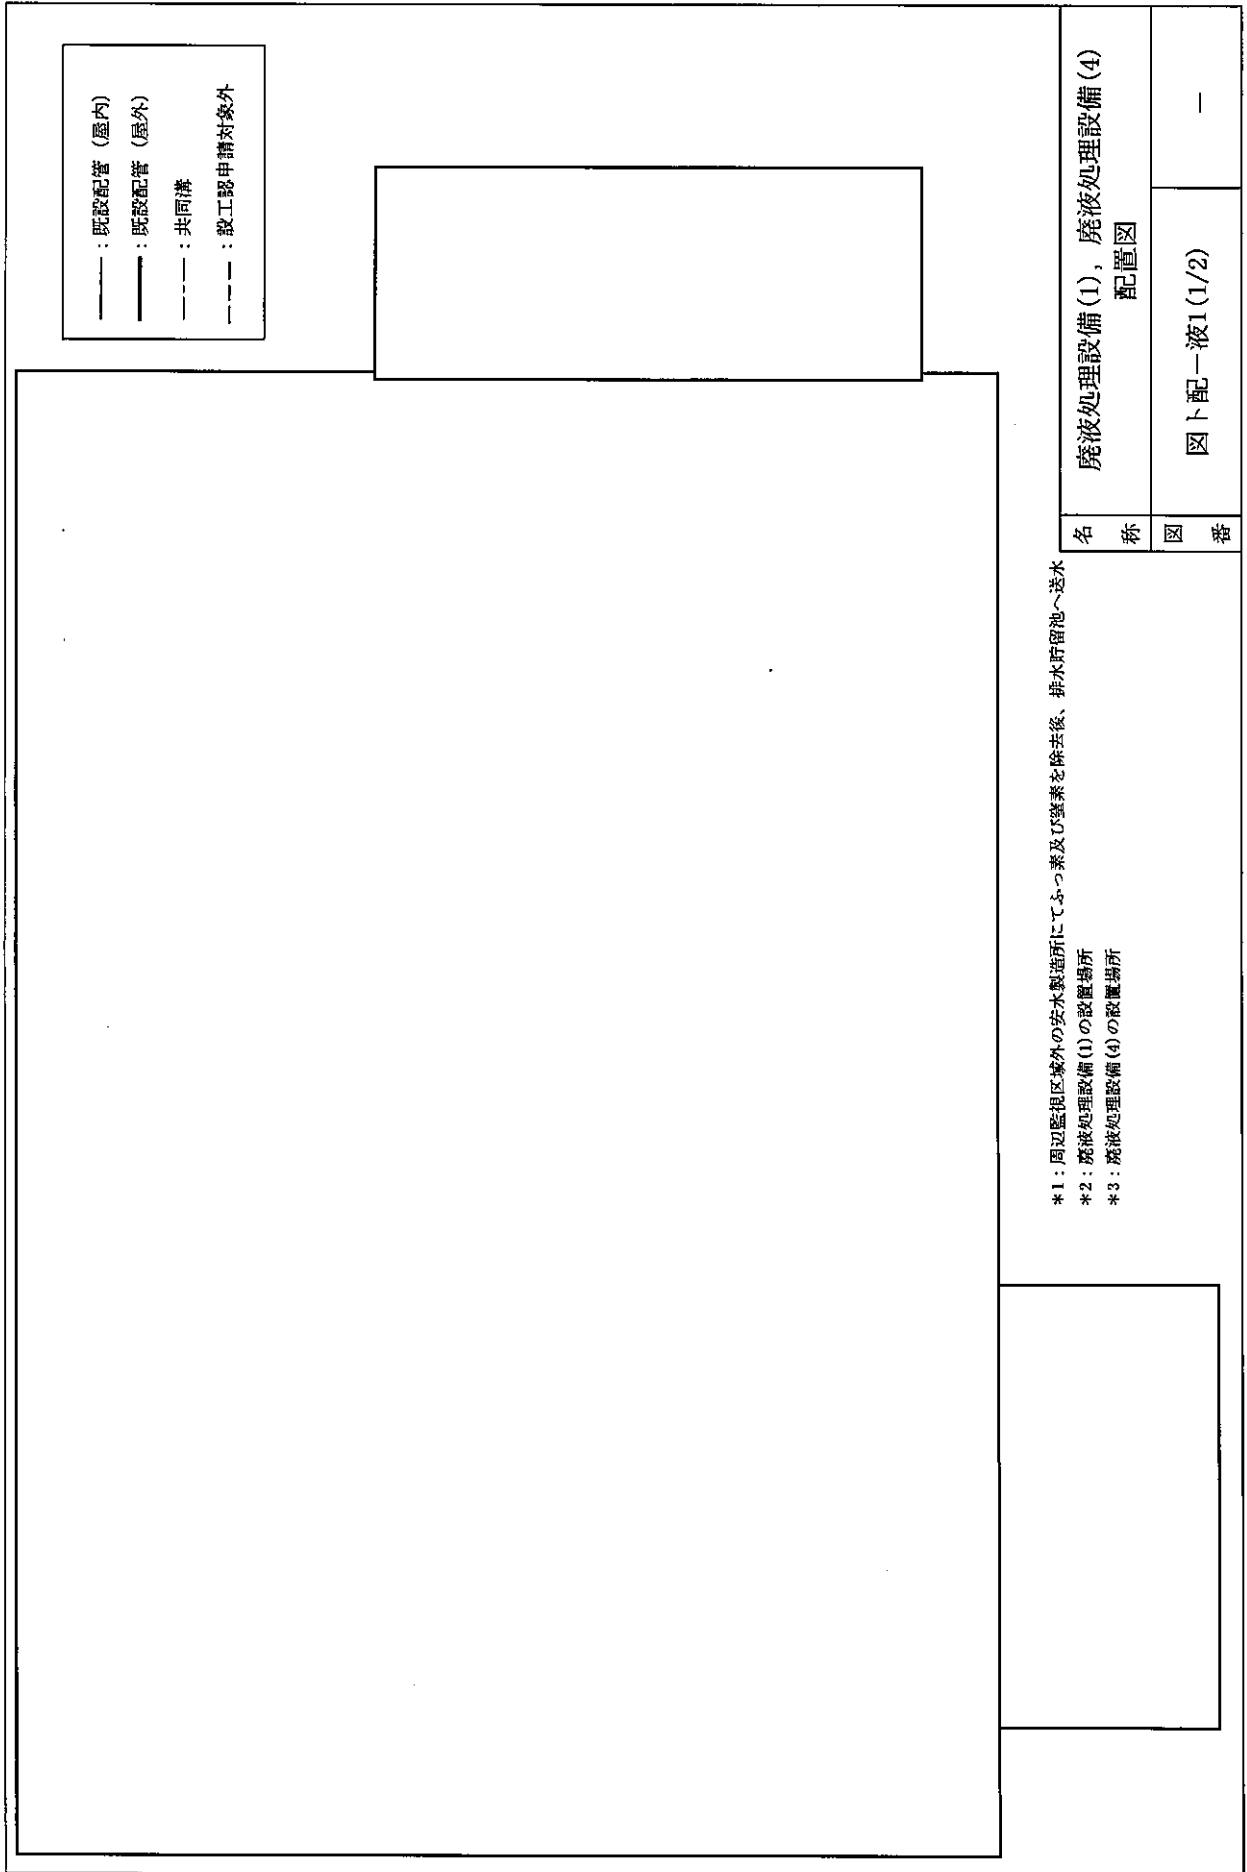 ：既設配管（屋内）
：既設配管（屋外）
：共同溝
：設工認申請対象外
*1：周辺監視区域外の安水製造所にてふっ素及び窒素を除去後、排水貯留池へ送水
*2：廃液処理設備(1)の設置場所
*3：廃液処理設備(4)の設置場所
名称
廃液処理設備(1)，廃液処理設備(4)
配置図
図番
図ト配－液1(1/2)
－